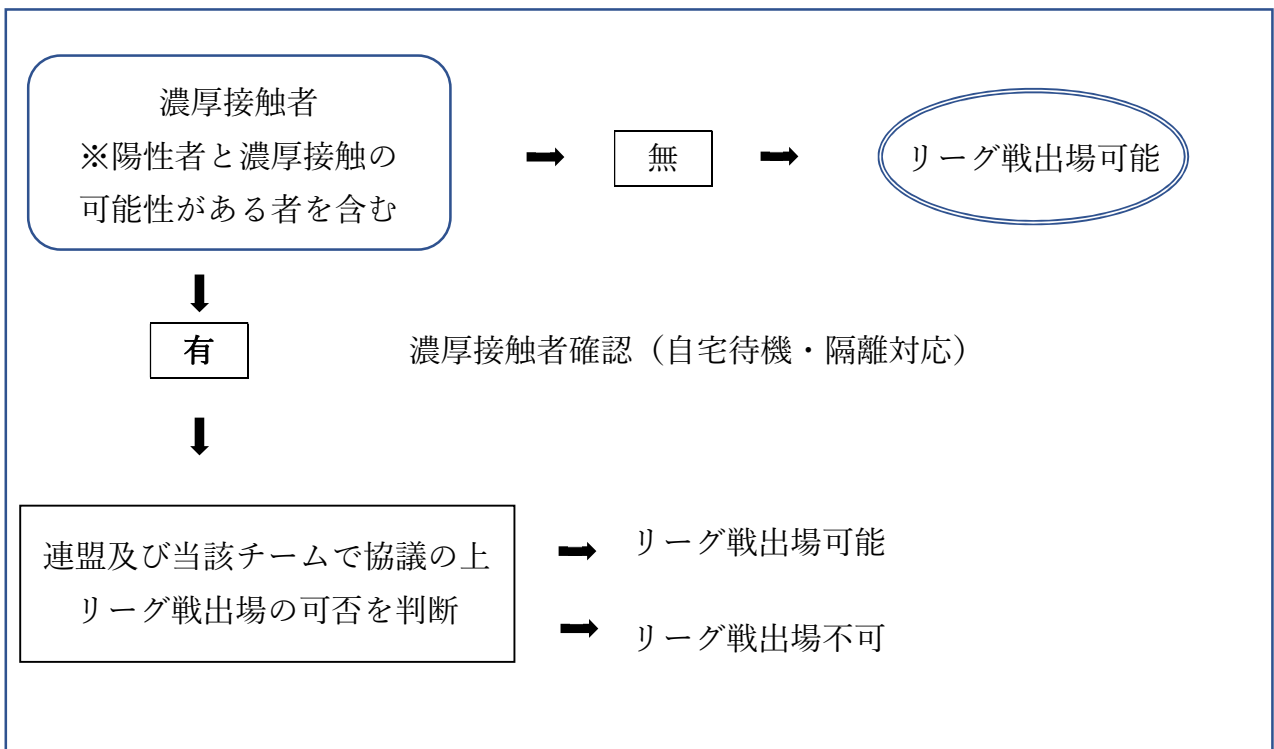 濃厚接触者
※陽性者と濃厚接触の
可能性がある者を含む
無
リーグ戦出場可能
有
濃厚接触者確認（自宅待機・隔離対応）
連盟及び当該チームで協議の上
リーグ戦出場の可否を判断
リーグ戦出場可能
リーグ戦出場不可